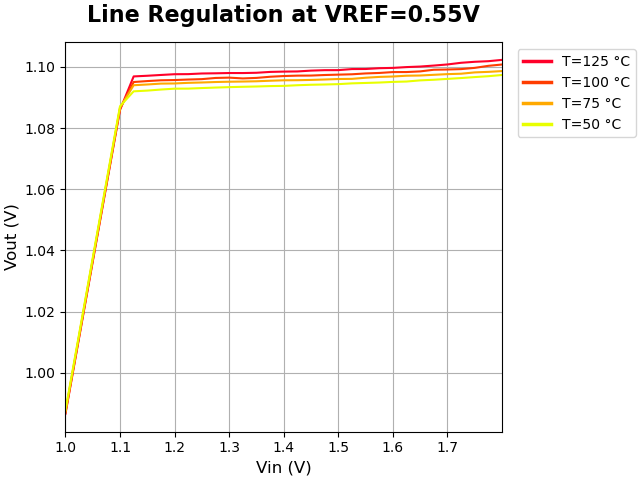 Line Regulation at VREF=0.55V
Vout (V)
1.10
1.08
1.06
1.04
1.02
1.00
1.0 1.1 1.2 1.3 1.4 1.5 1.6 1.7
Vin (V)
T=125 °C
T=100 °C
T=75 °C
T=50 °C